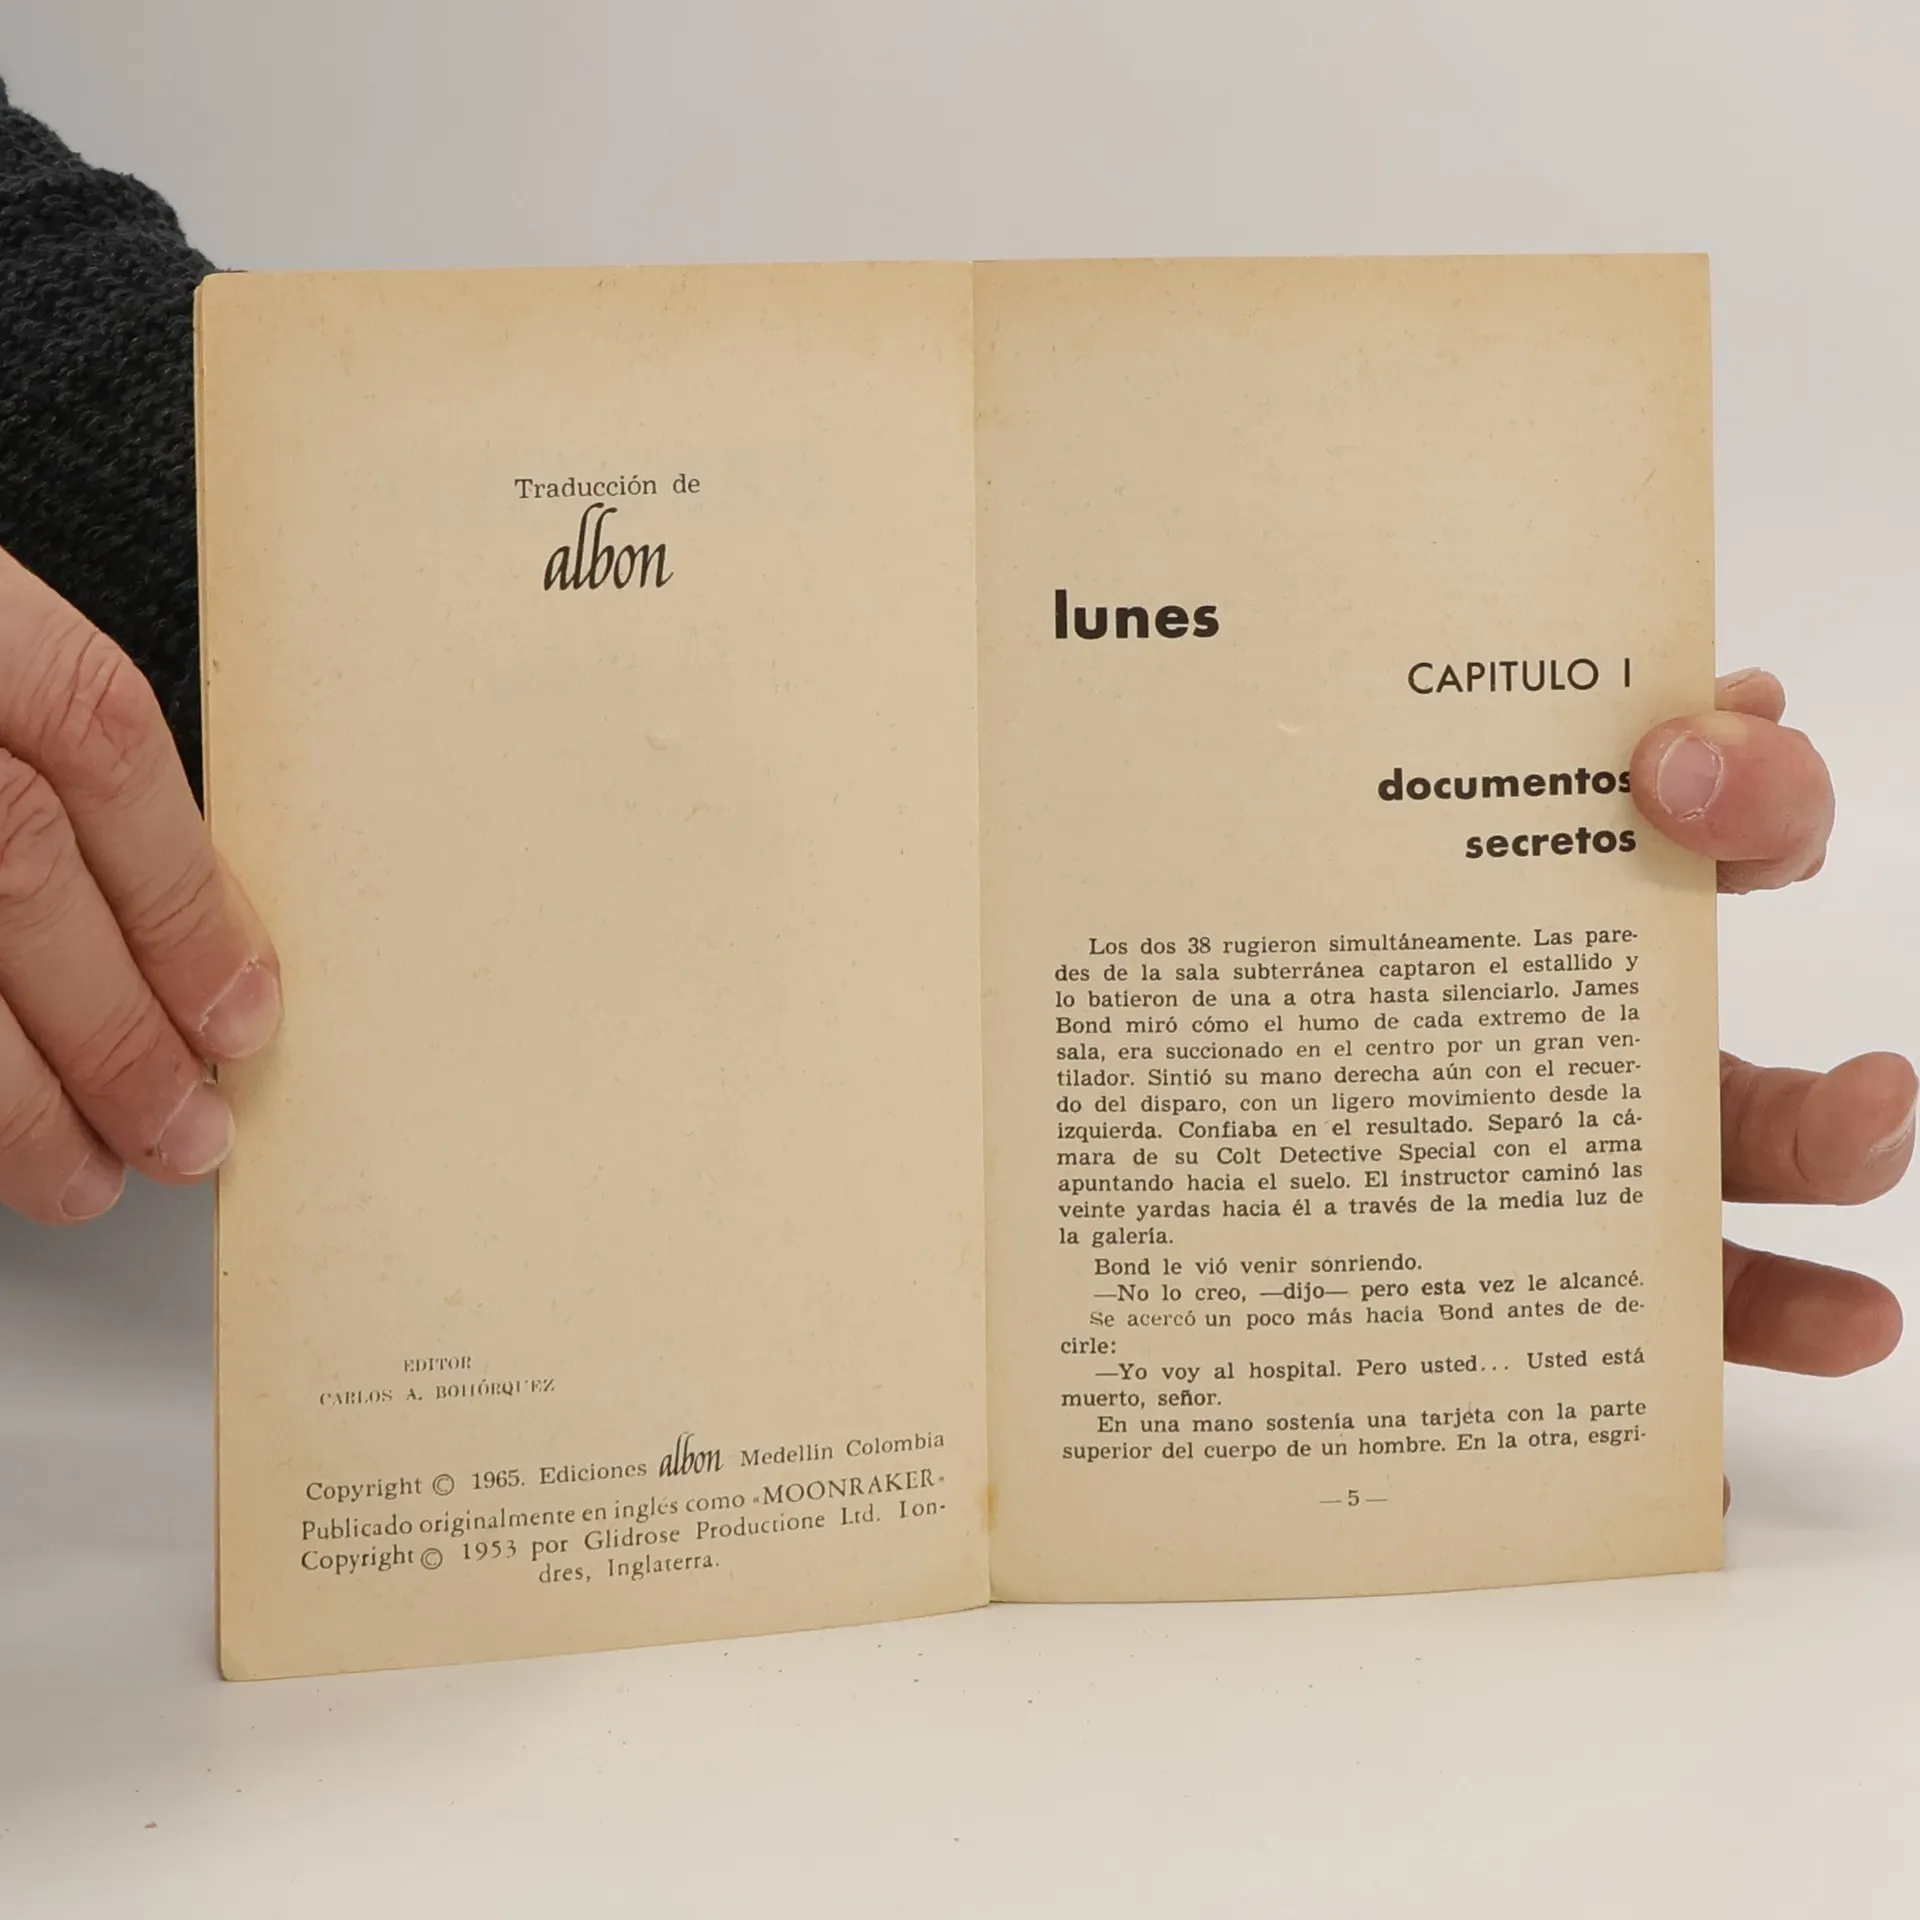 Traducción de
albon
EDITOR
CARLOS A. BOHÓRQUEZ
Copyright © 1965. Ediciones albon Medellín Colombia
Publicado originalmente en inglés como «MOONRAKER»
Copyright © 1953 por Glidrose Productione Ltd. Lon-
dres, Inglaterra.
lunes
CAPITULO I
documentos
secretos
Los dos 38 rugieron simultáneamente. Las pare-
des de la sala subterránea captaron el estallido y
lo batieron de una a otra hasta silenciarlo. James
Bond miró cómo el humo de cada extremo de la
sala, era succionado en el centro por un gran ven-
tilador. Sintió su mano derecha aún con el recuer-
do del disparo, con un ligero movimiento desde la
izquierda. Confiaba en el resultado. Separó la cá-
mara de su Colt Detective Special con el arma
apuntando hacia el suelo. El instructor caminó las
veinte yardas hacia él a través de la media luz de
la galería.
Bond le vió venir sonriendo.
—No lo creo, —dijo— pero esta vez le alcancé.
Se acercó un poco más hacia Bond antes de de-
cirle:
—Yo voy al hospital. Pero usted... Usted está
muerto, señor.
En una mano sostenía una tarjeta con la parte
superior del cuerpo de un hombre. En la otra, esgri-
— 5 —